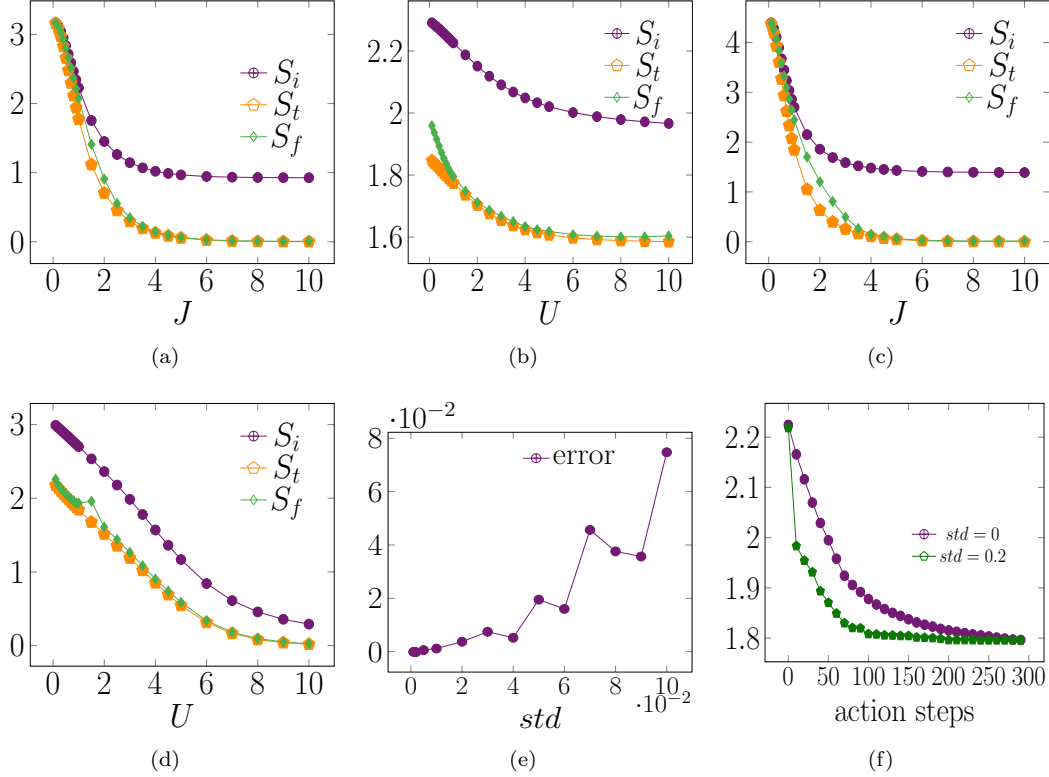 3
2
1
0
0 2 4 6 8 10
J
S_i
S_t
S_f
(a)
2.2
2
1.8
1.6
0 2 4 6 8 10
U
S_i
S_t
S_f
(b)
4
3
2
1
0
0 2 4 6 8 10
J
S_i
S_t
S_f
(c)
3
2
1
0
0 2 4 6 8 10
U
S_i
S_t
S_f
(d)
·10^{-2}
8
6
4
2
0
0 2 4 6 8 10
·10^{-2}
std
error
(e)
2.2
2.1
2
1.9
1.8
0 50 100 150 200 250 300
action steps
std = 0
std = 0.2
(f)